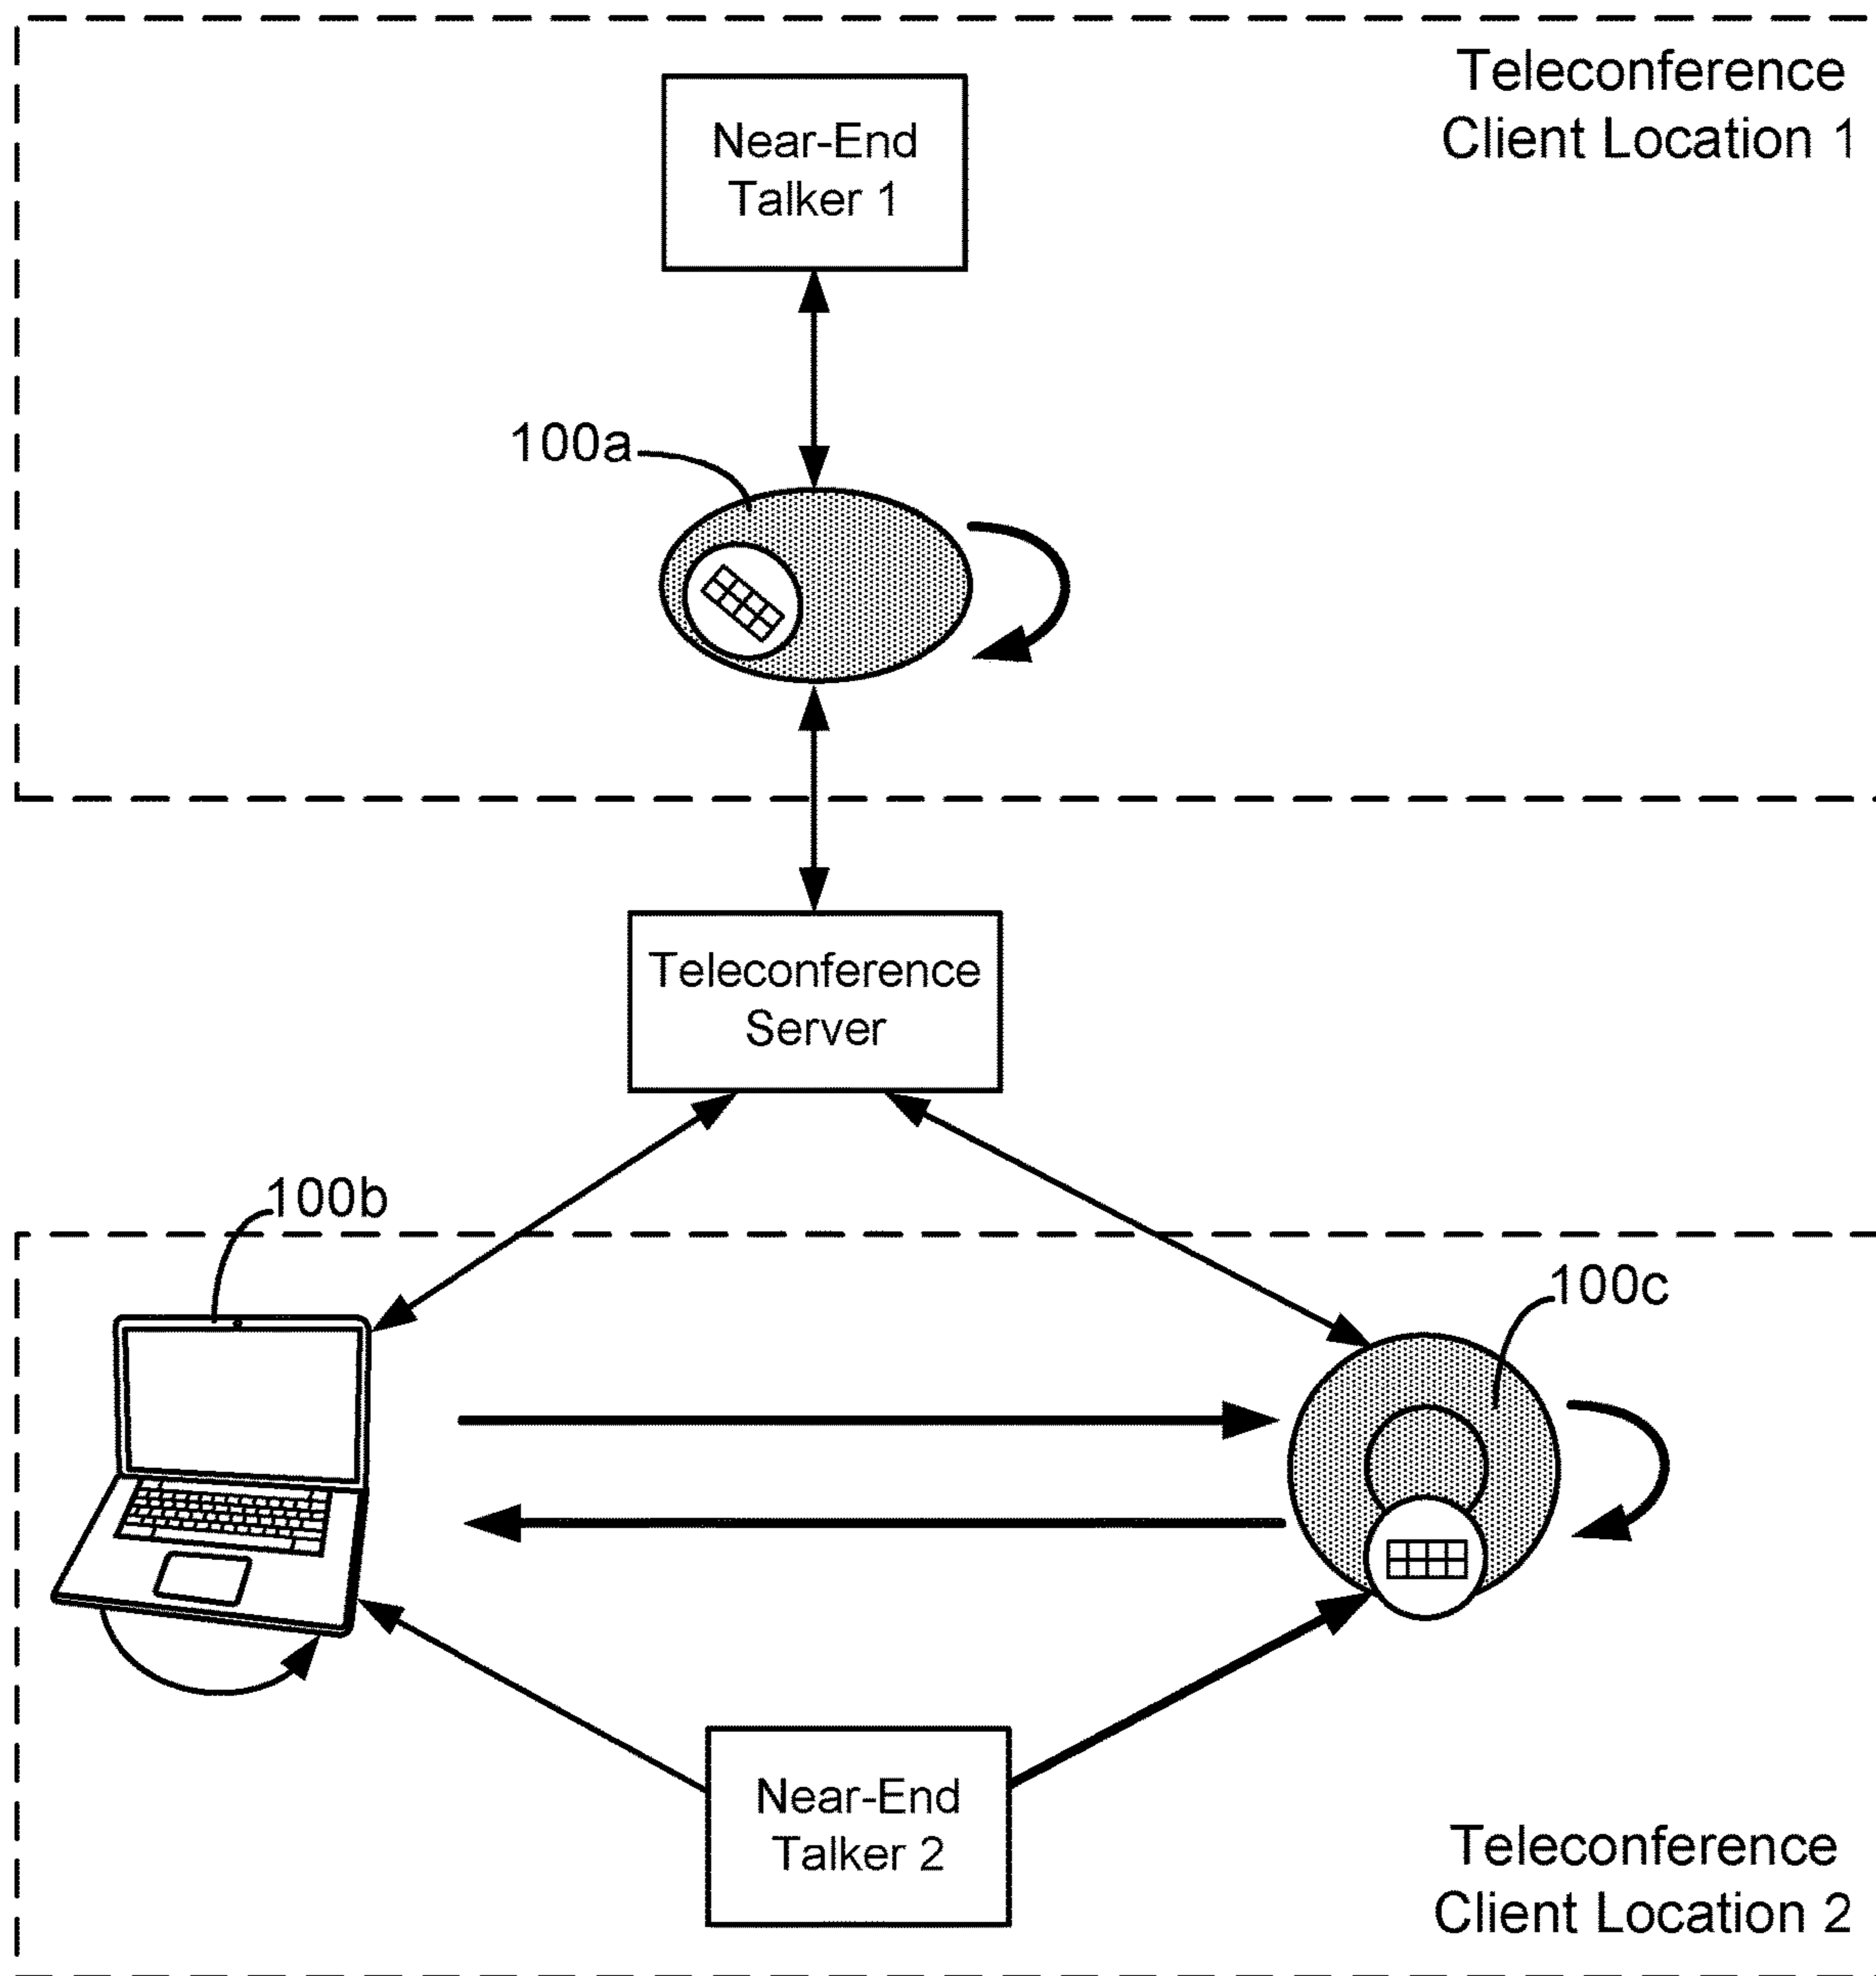 Teleconference
Client Location 1
Near-End
Talker 1
100a
Teleconference
Server
100b
100c
Near-End
Talker 2
Teleconference
Client Location 2